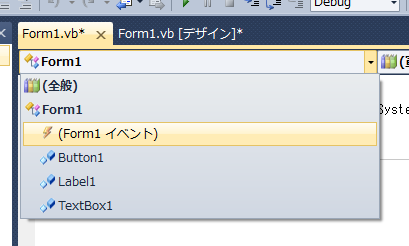 Debug
Form1.vb* Form1.vb [デザイン]*
Form1
(全般)
Form1
Syste
(Form1 イベント)
Button1
Label1
TextBox1